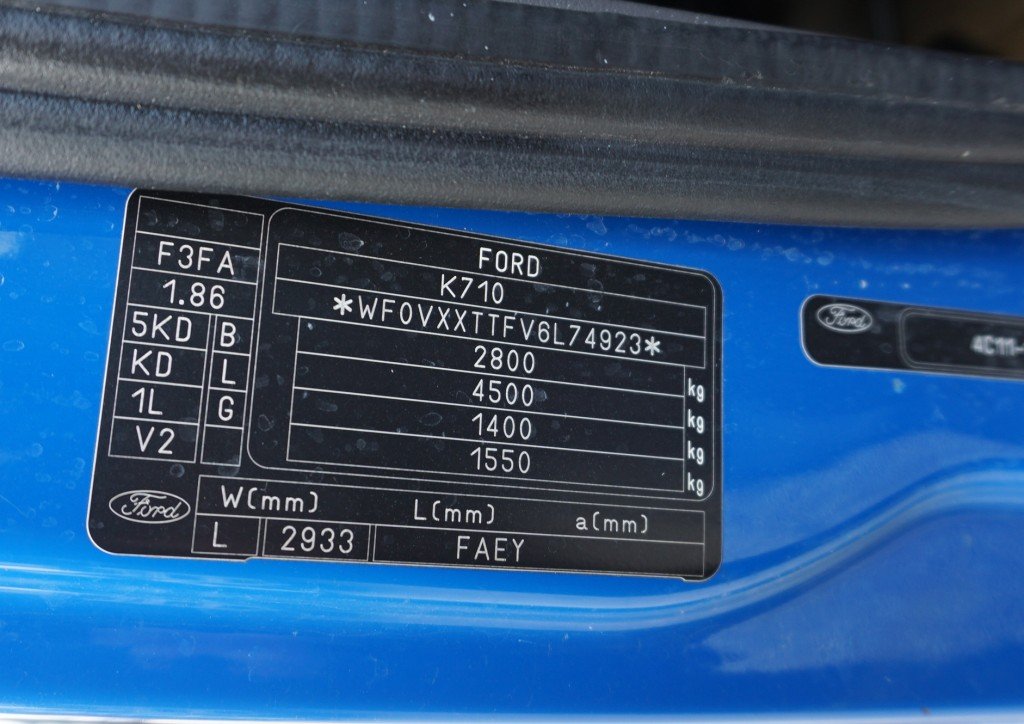 FORD
K710
*WF0VXXTTFV6L74923*
2800 kg
4500 kg
1400 kg
1550 kg
F3FA
1.86
5KD B
KD L
1L G
V2
Ford
W(mm) L(mm) a(mm)
L 2933 FAEY
Ford
4C11-